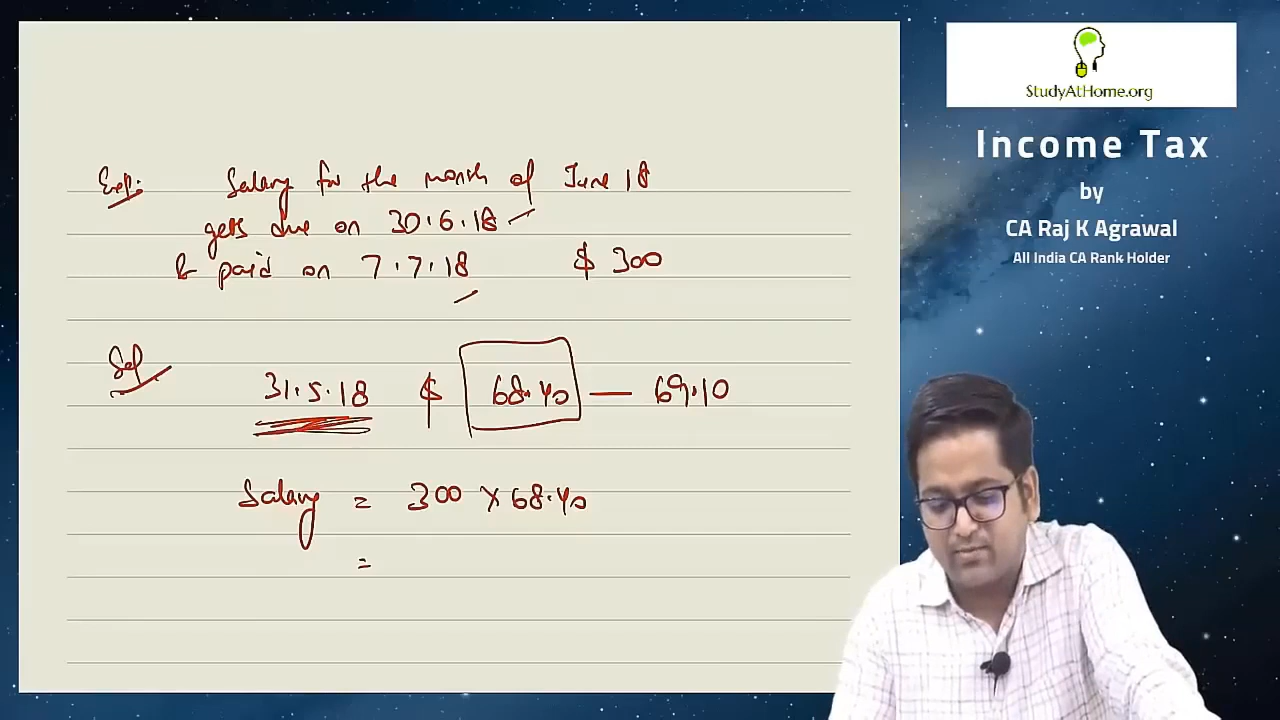 Exp:. Salary for the month of June 18
gets due on 30.6.18
& paid on 7.7.18 $ 300
Sol
31.5.18 $ 68.40 — 69.10
Salary = 300 x 68.40
=
StudyAtHome.org
Income Tax
by
CA Raj K Agrawal
All India CA Rank Holder